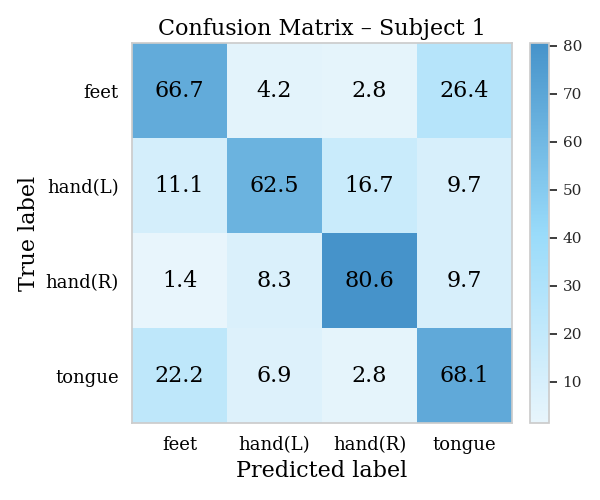 Confusion Matrix – Subject 1
True label
feet 66.7 4.2 2.8 26.4
hand(L) 11.1 62.5 16.7 9.7
hand(R) 1.4 8.3 80.6 9.7
tongue 22.2 6.9 2.8 68.1
feet hand(L) hand(R) tongue
Predicted label
80
70
60
50
40
30
20
10